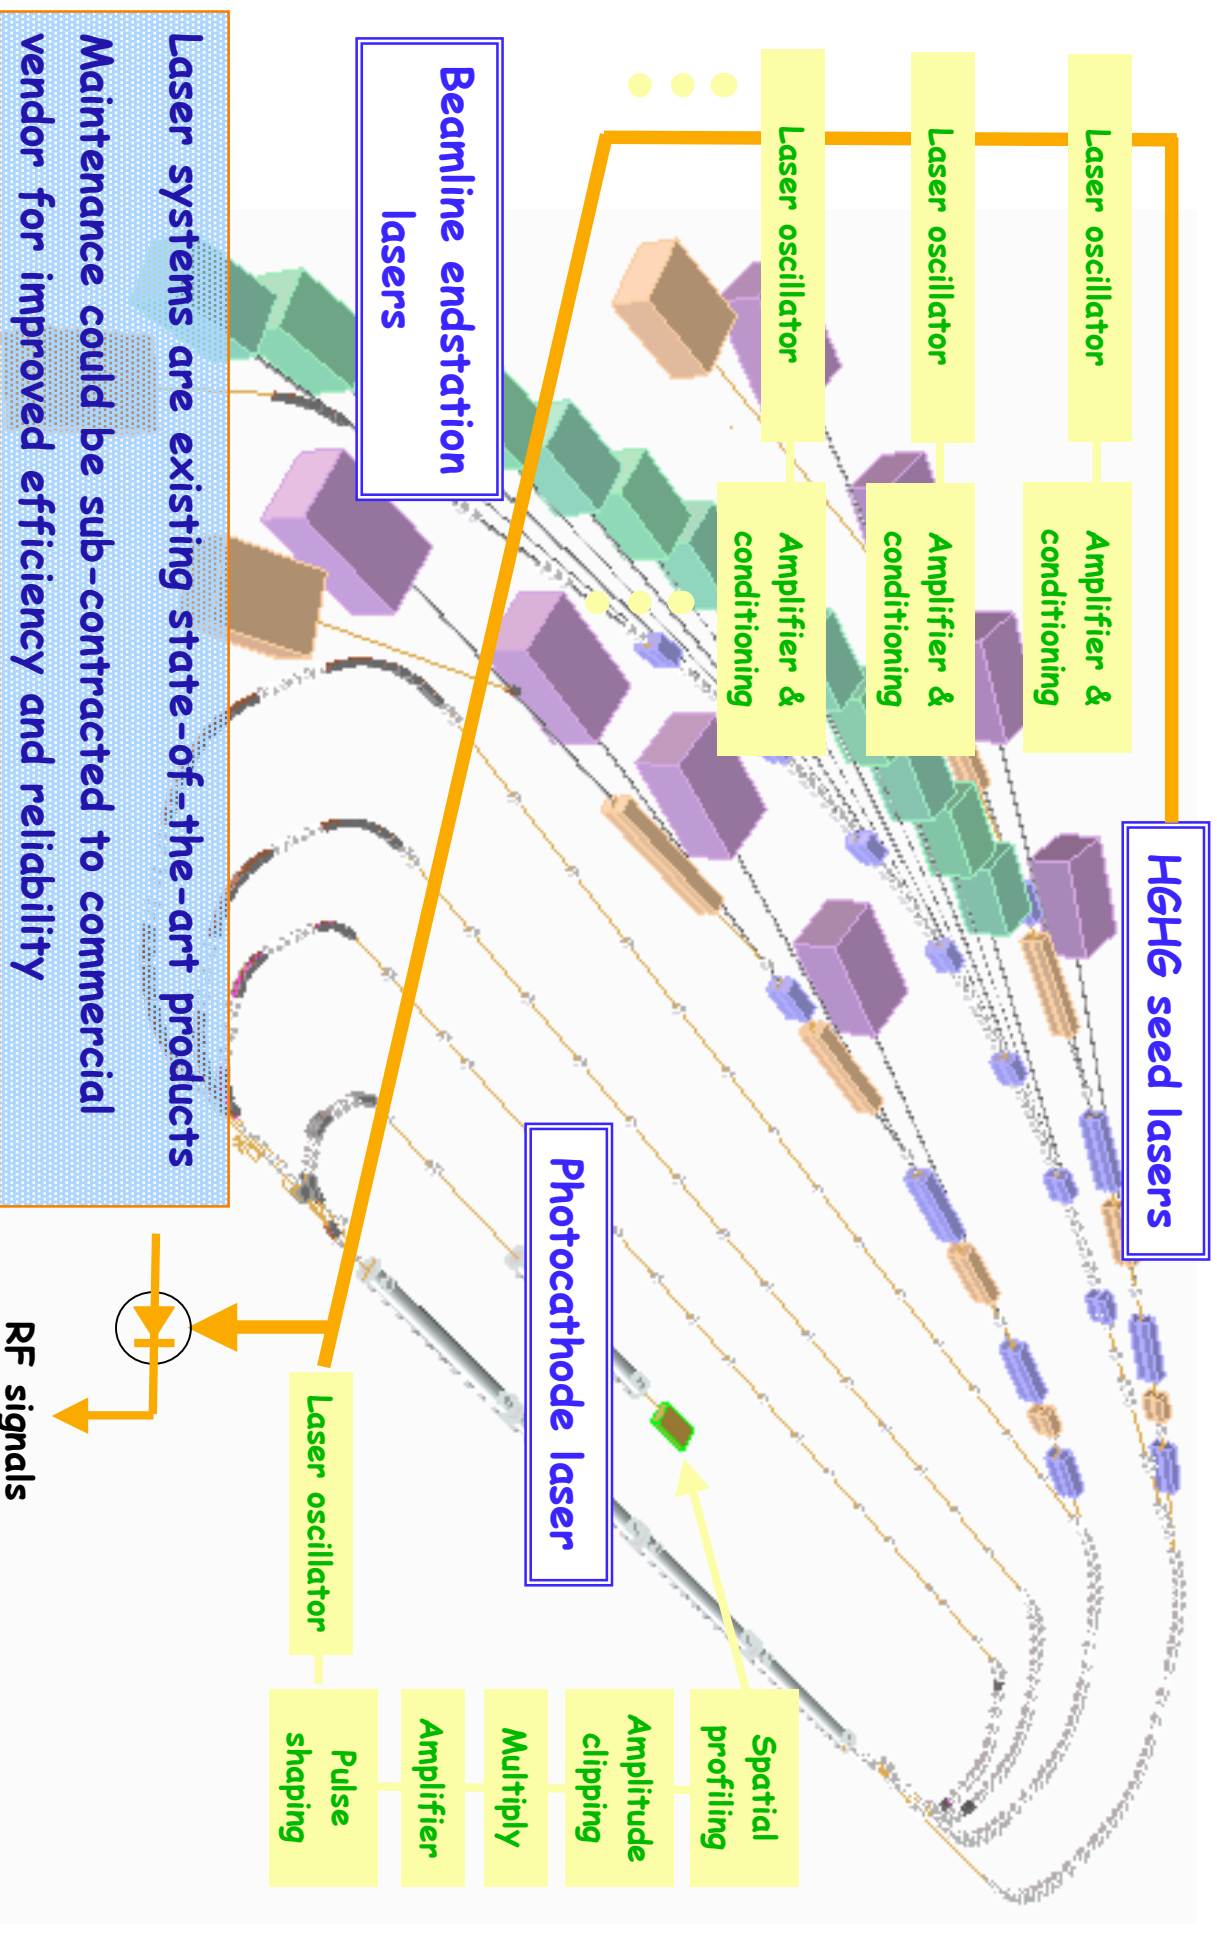 HGHG seed lasers
Laser oscillator
Amplifier &
conditioning
Laser oscillator
Amplifier &
conditioning
Laser oscillator
Amplifier &
conditioning
Photocathode laser
Beamline endstation
lasers
Spatial
profiling
Amplitude
clipping
Multiply
Amplifier
Pulse
shaping
Laser oscillator
Laser systems are existing state-of-the-art products
Maintenance could be sub-contracted to commercial
vendor for improved efficiency and reliability
RF signals